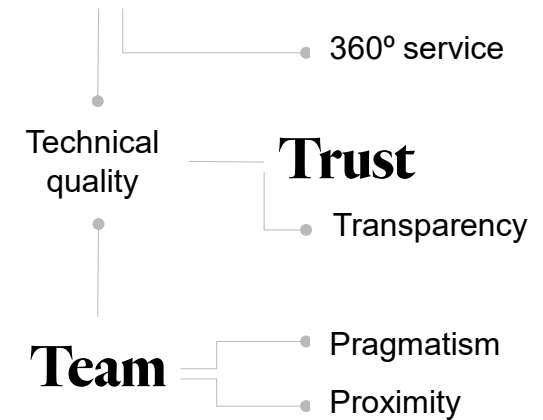 360º service
Technical
quality
Trust
Transparency
Team
Pragmatism
Proximity